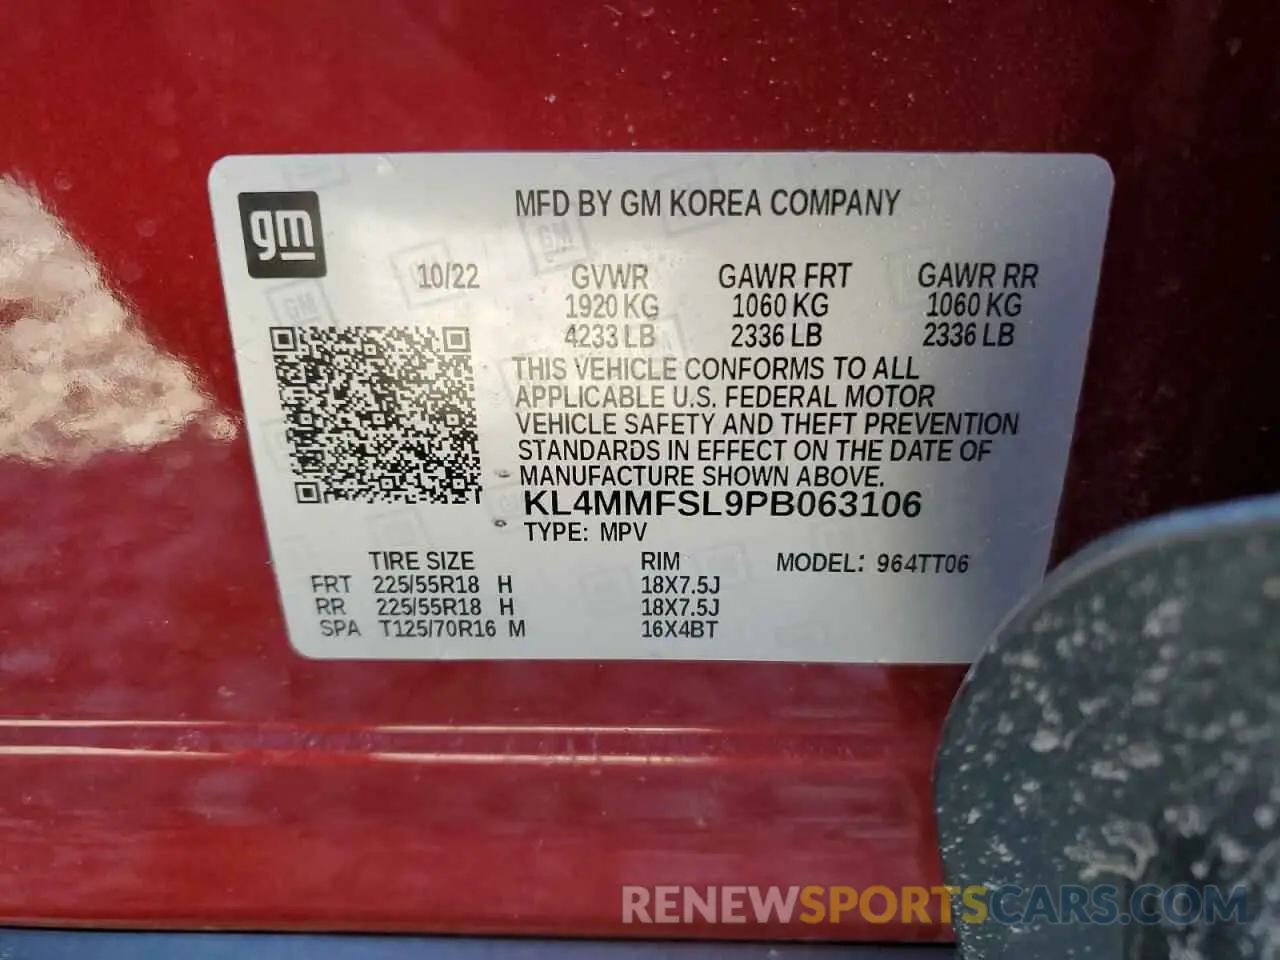 gm
MFD BY GM KOREA COMPANY
10/22 GVWR GAWR FRT GAWR RR
1920 KG 1060 KG 1060 KG
4233 LB 2336 LB 2336 LB
THIS VEHICLE CONFORMS TO ALL
APPLICABLE U.S. FEDERAL MOTOR
VEHICLE SAFETY AND THEFT PREVENTION
STANDARDS IN EFFECT ON THE DATE OF
MANUFACTURE SHOWN ABOVE.
KL4MMFSL9PB063106
TYPE: MPV
TIRE SIZE RIM MODEL: 964TT06
FRT 225/55R18 H 18X7.5J
RR 225/55R18 H 18X7.5J
SPA T125/70R16 M 16X4BT
RENEWSPORTSCARS.COM